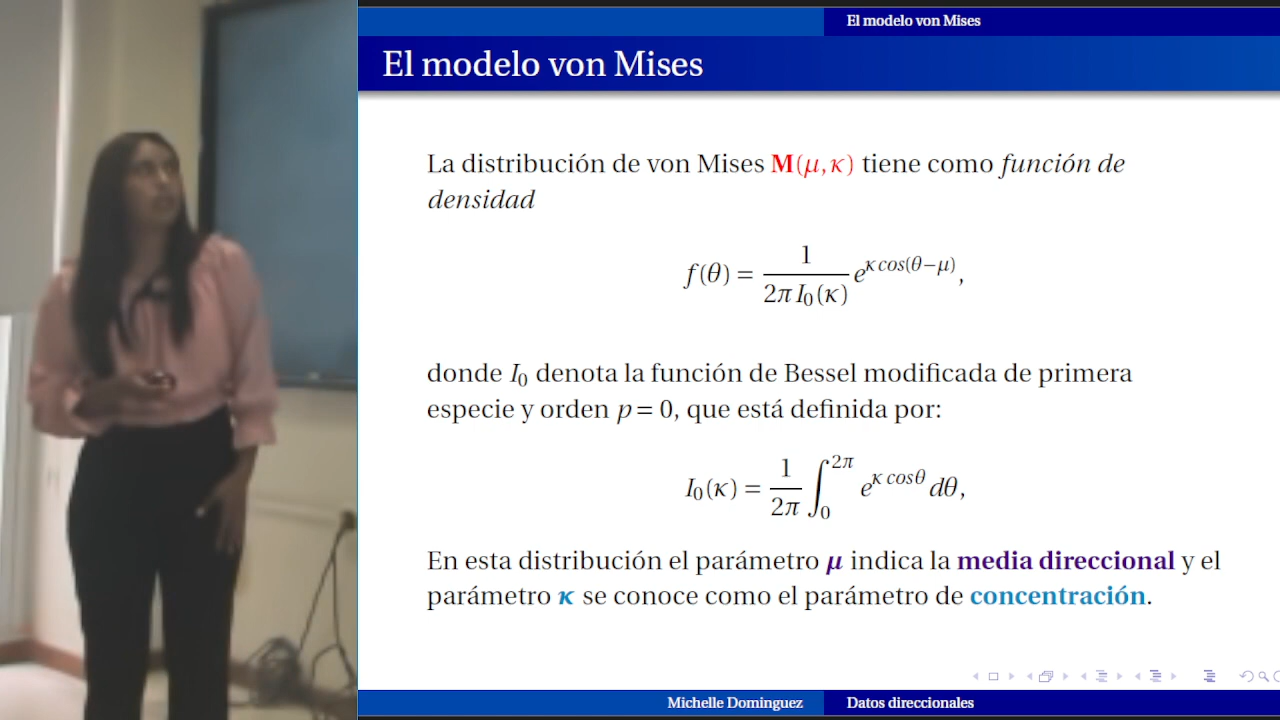 El modelo von Mises
El modelo von Mises
La distribución de von Mises M(μ, κ) tiene como función de
densidad
f(θ) = 1 / 2π I₀(κ) e^{κ cos(θ−μ)},
donde I₀ denota la función de Bessel modificada de primera
especie y orden p = 0, que está definida por:
I₀(κ) = 1 / 2π ∫₀^{2π} e^{κ cosθ} dθ,
En esta distribución el parámetro μ indica la media direccional y el
parámetro κ se conoce como el parámetro de concentración.
Michelle Dominguez Datos direccionales